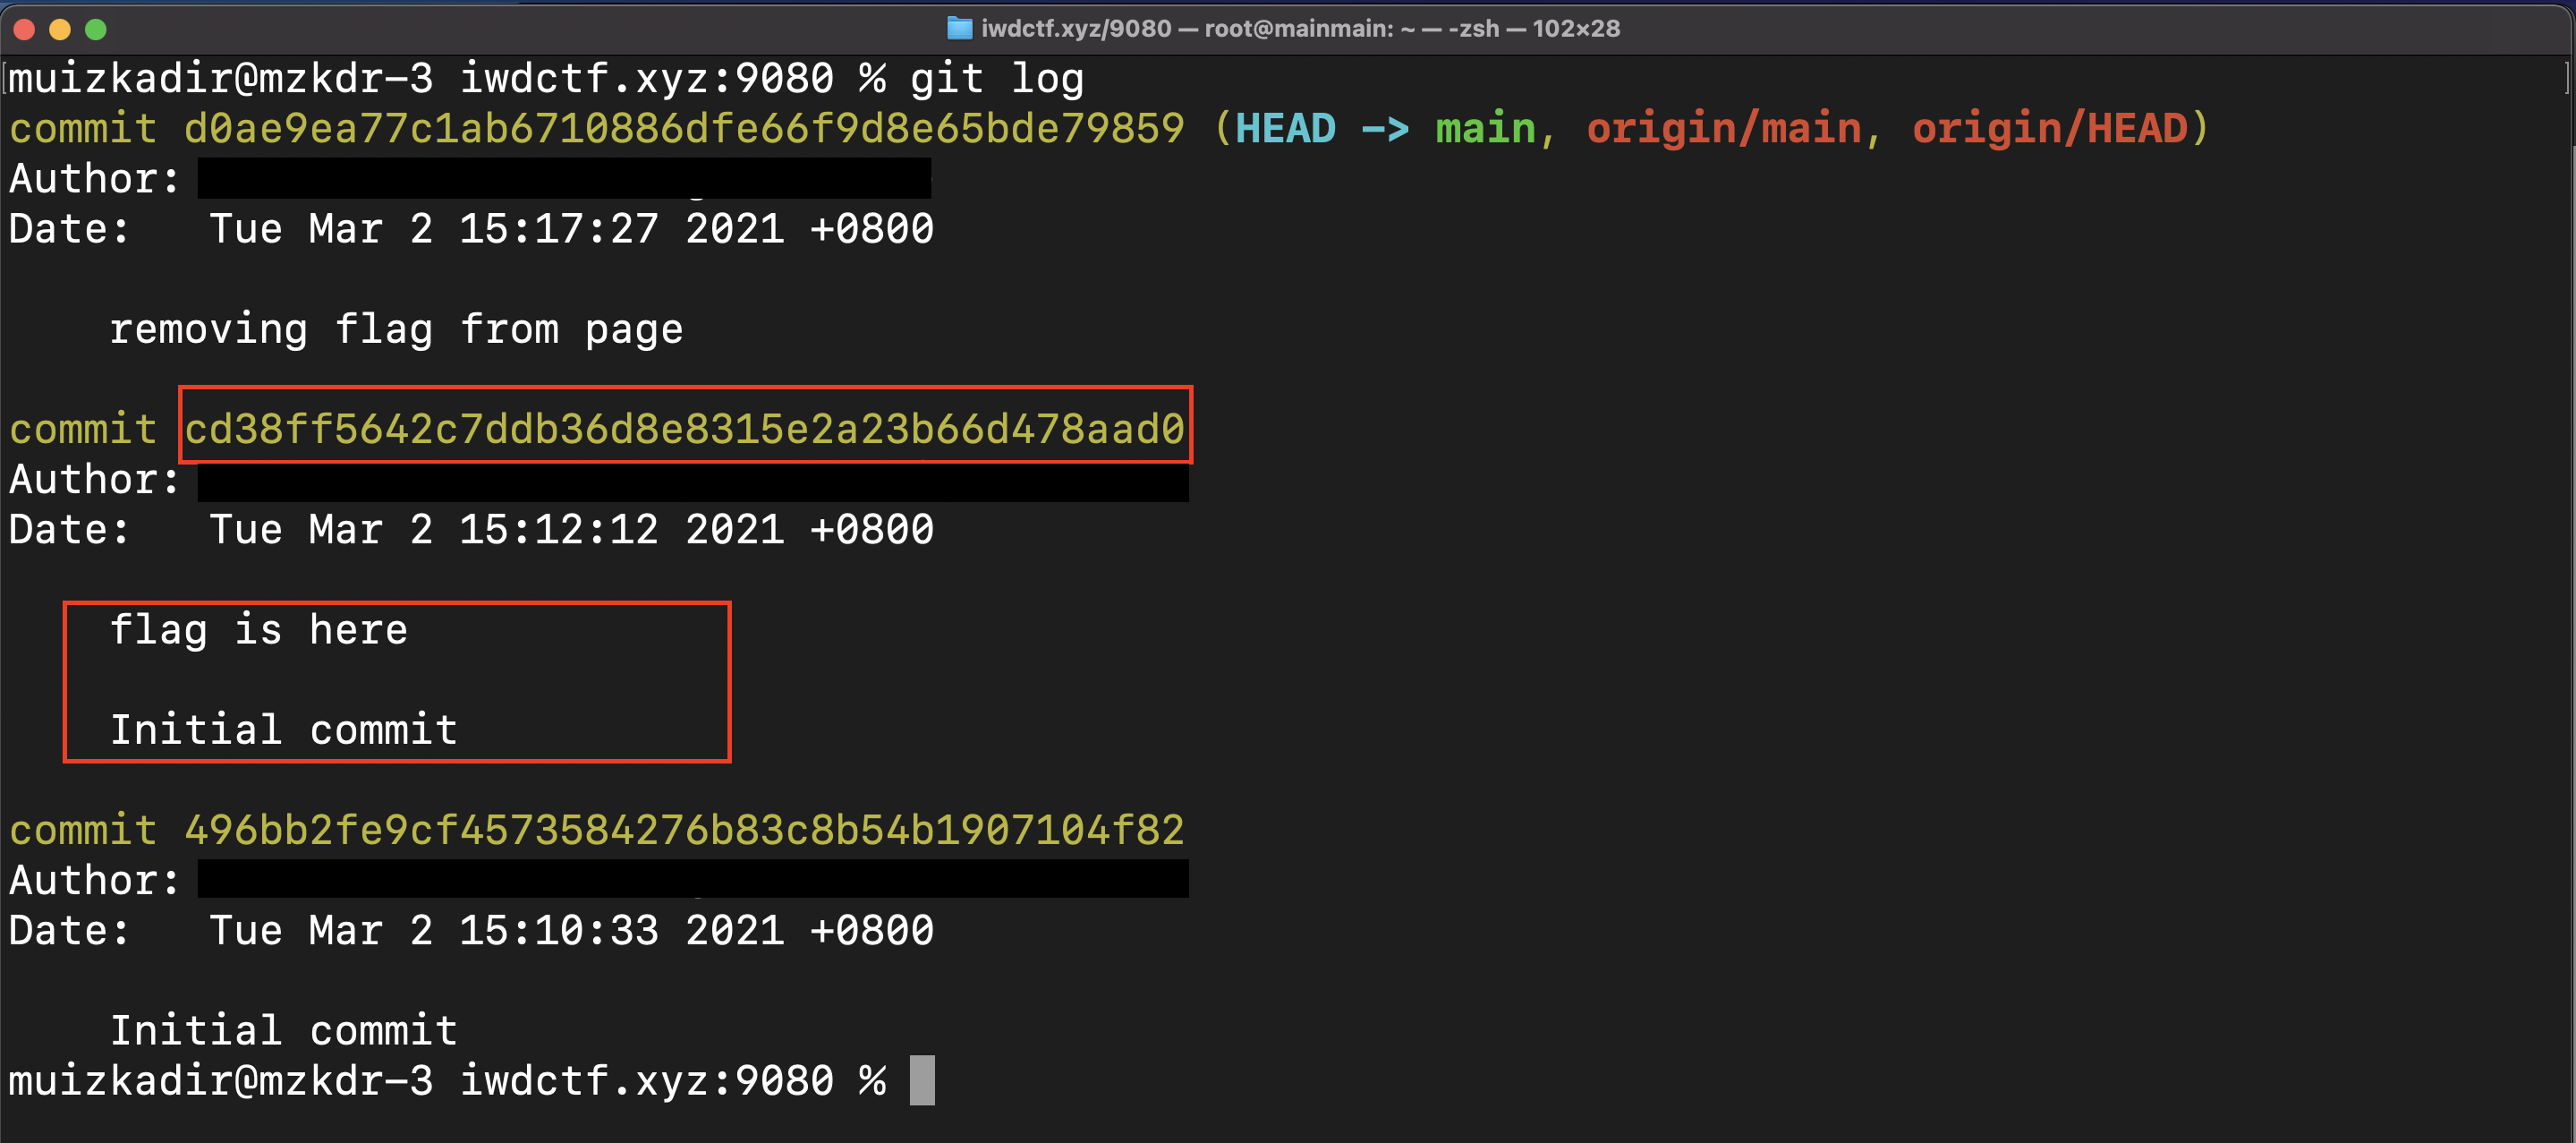 iwdctf.xyz/9080 — root@mainmain: ~ — -zsh — 102×28
muizkadir@mzkdr-3 iwdctf.xyz:9080 % git log
commit d0ae9ea77c1ab6710886dfe66f9d8e65bde79859 (HEAD -> main, origin/main, origin/HEAD)
Author:
Date:   Tue Mar 2 15:17:27 2021 +0800
removing flag from page
commit cd38ff5642c7ddb36d8e8315e2a23b66d478aad0
Author:
Date:   Tue Mar 2 15:12:12 2021 +0800
flag is here
Initial commit
commit 496bb2fe9cf4573584276b83c8b54b1907104f82
Author:
Date:   Tue Mar 2 15:10:33 2021 +0800
Initial commit
muizkadir@mzkdr-3 iwdctf.xyz:9080 %